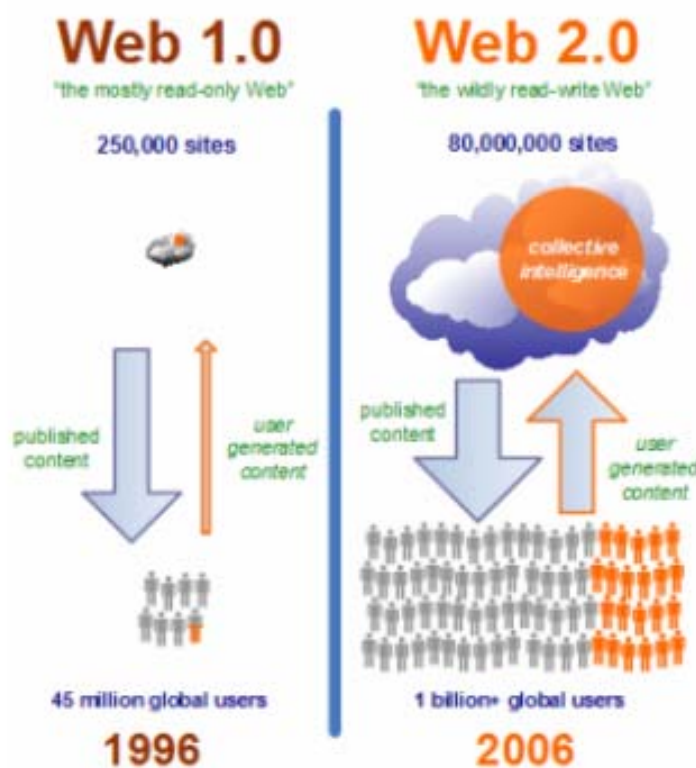 Web 1.0
"the mostly read-only Web"
250,000 sites
published
content
user
generated
content
45 million global users
1996
Web 2.0
"the wildly read-write Web"
80,000,000 sites
collective
intelligence
published
content
user
generated
content
1 billion+ global users
2006